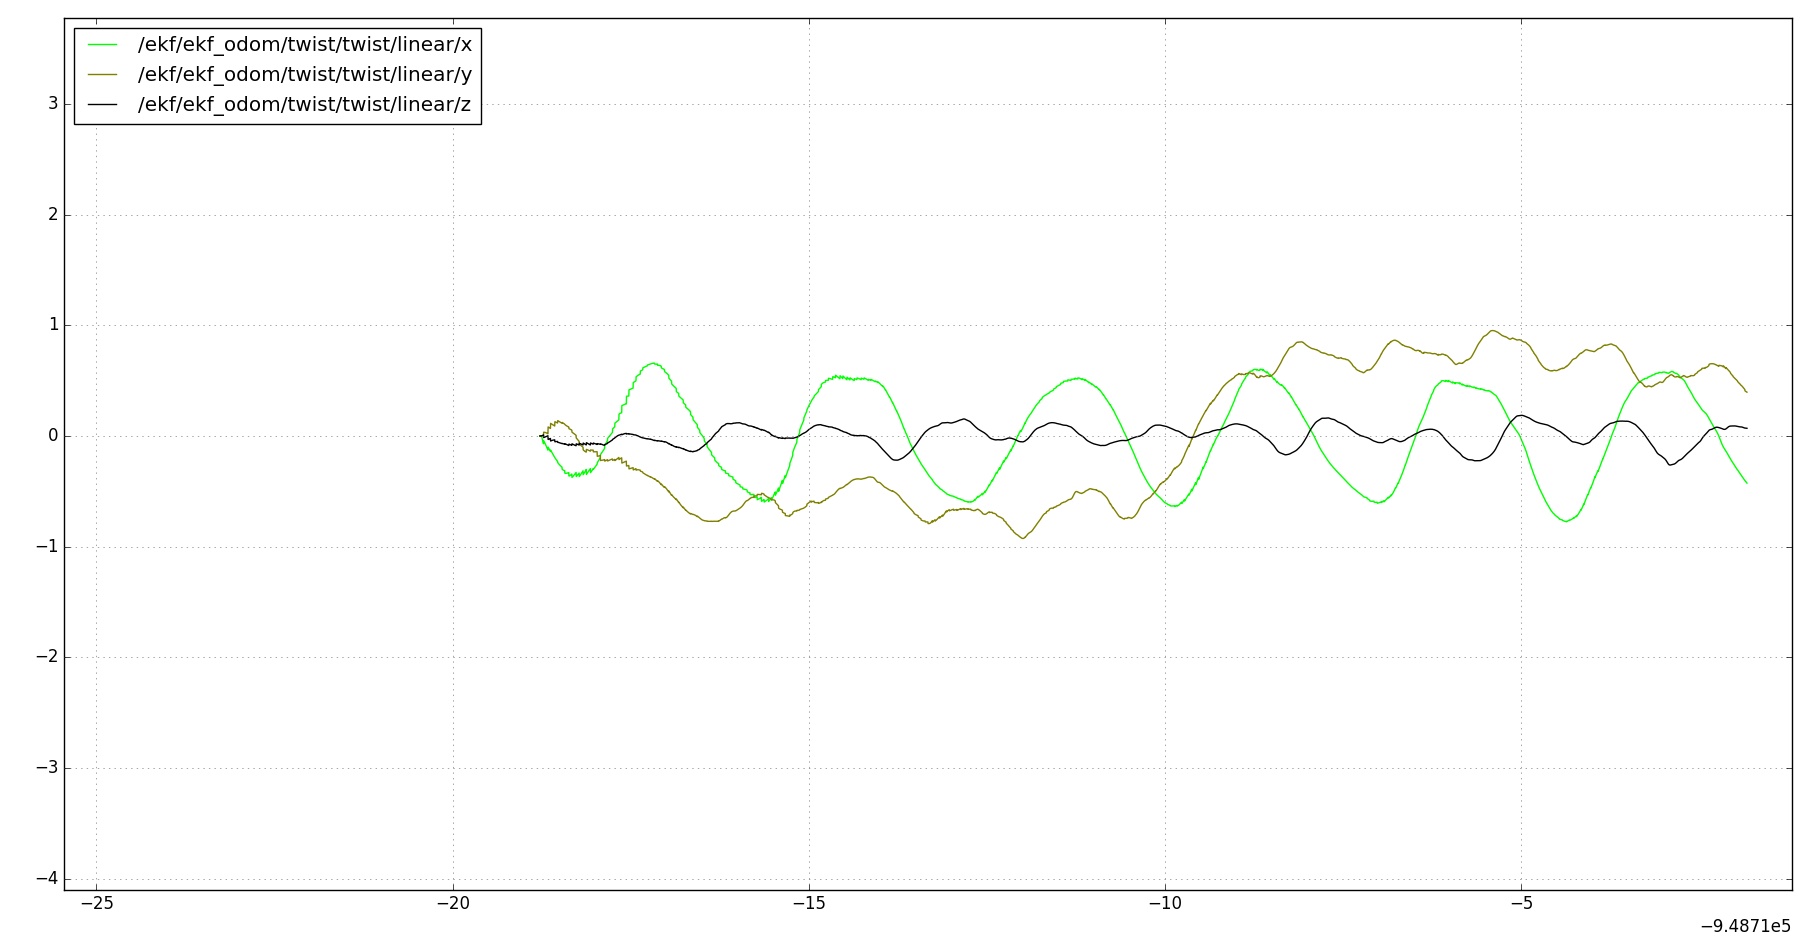 /ekf/ekf_odom/twist/twist/linear/x
/ekf/ekf_odom/twist/twist/linear/y
/ekf/ekf_odom/twist/twist/linear/z
3
2
1
0
−1
−2
−3
−4
−25 −20 −15 −10 −5
−9.4871e5